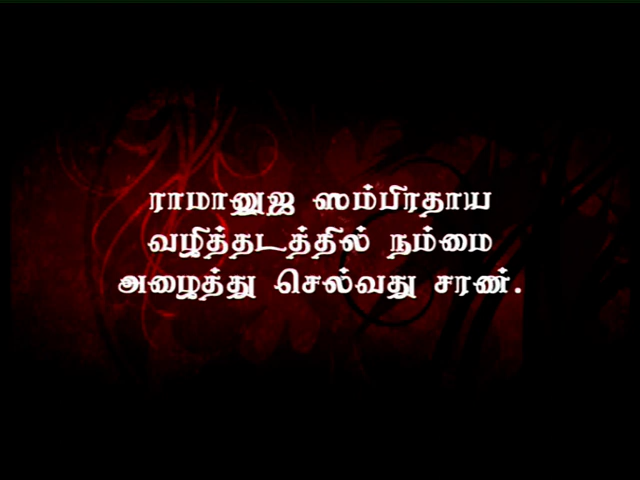 ராமானுஜ ஸம்பிரதாய
வழித்தடத்தில் நம்மை
அழைத்து செல்வது சரண்.